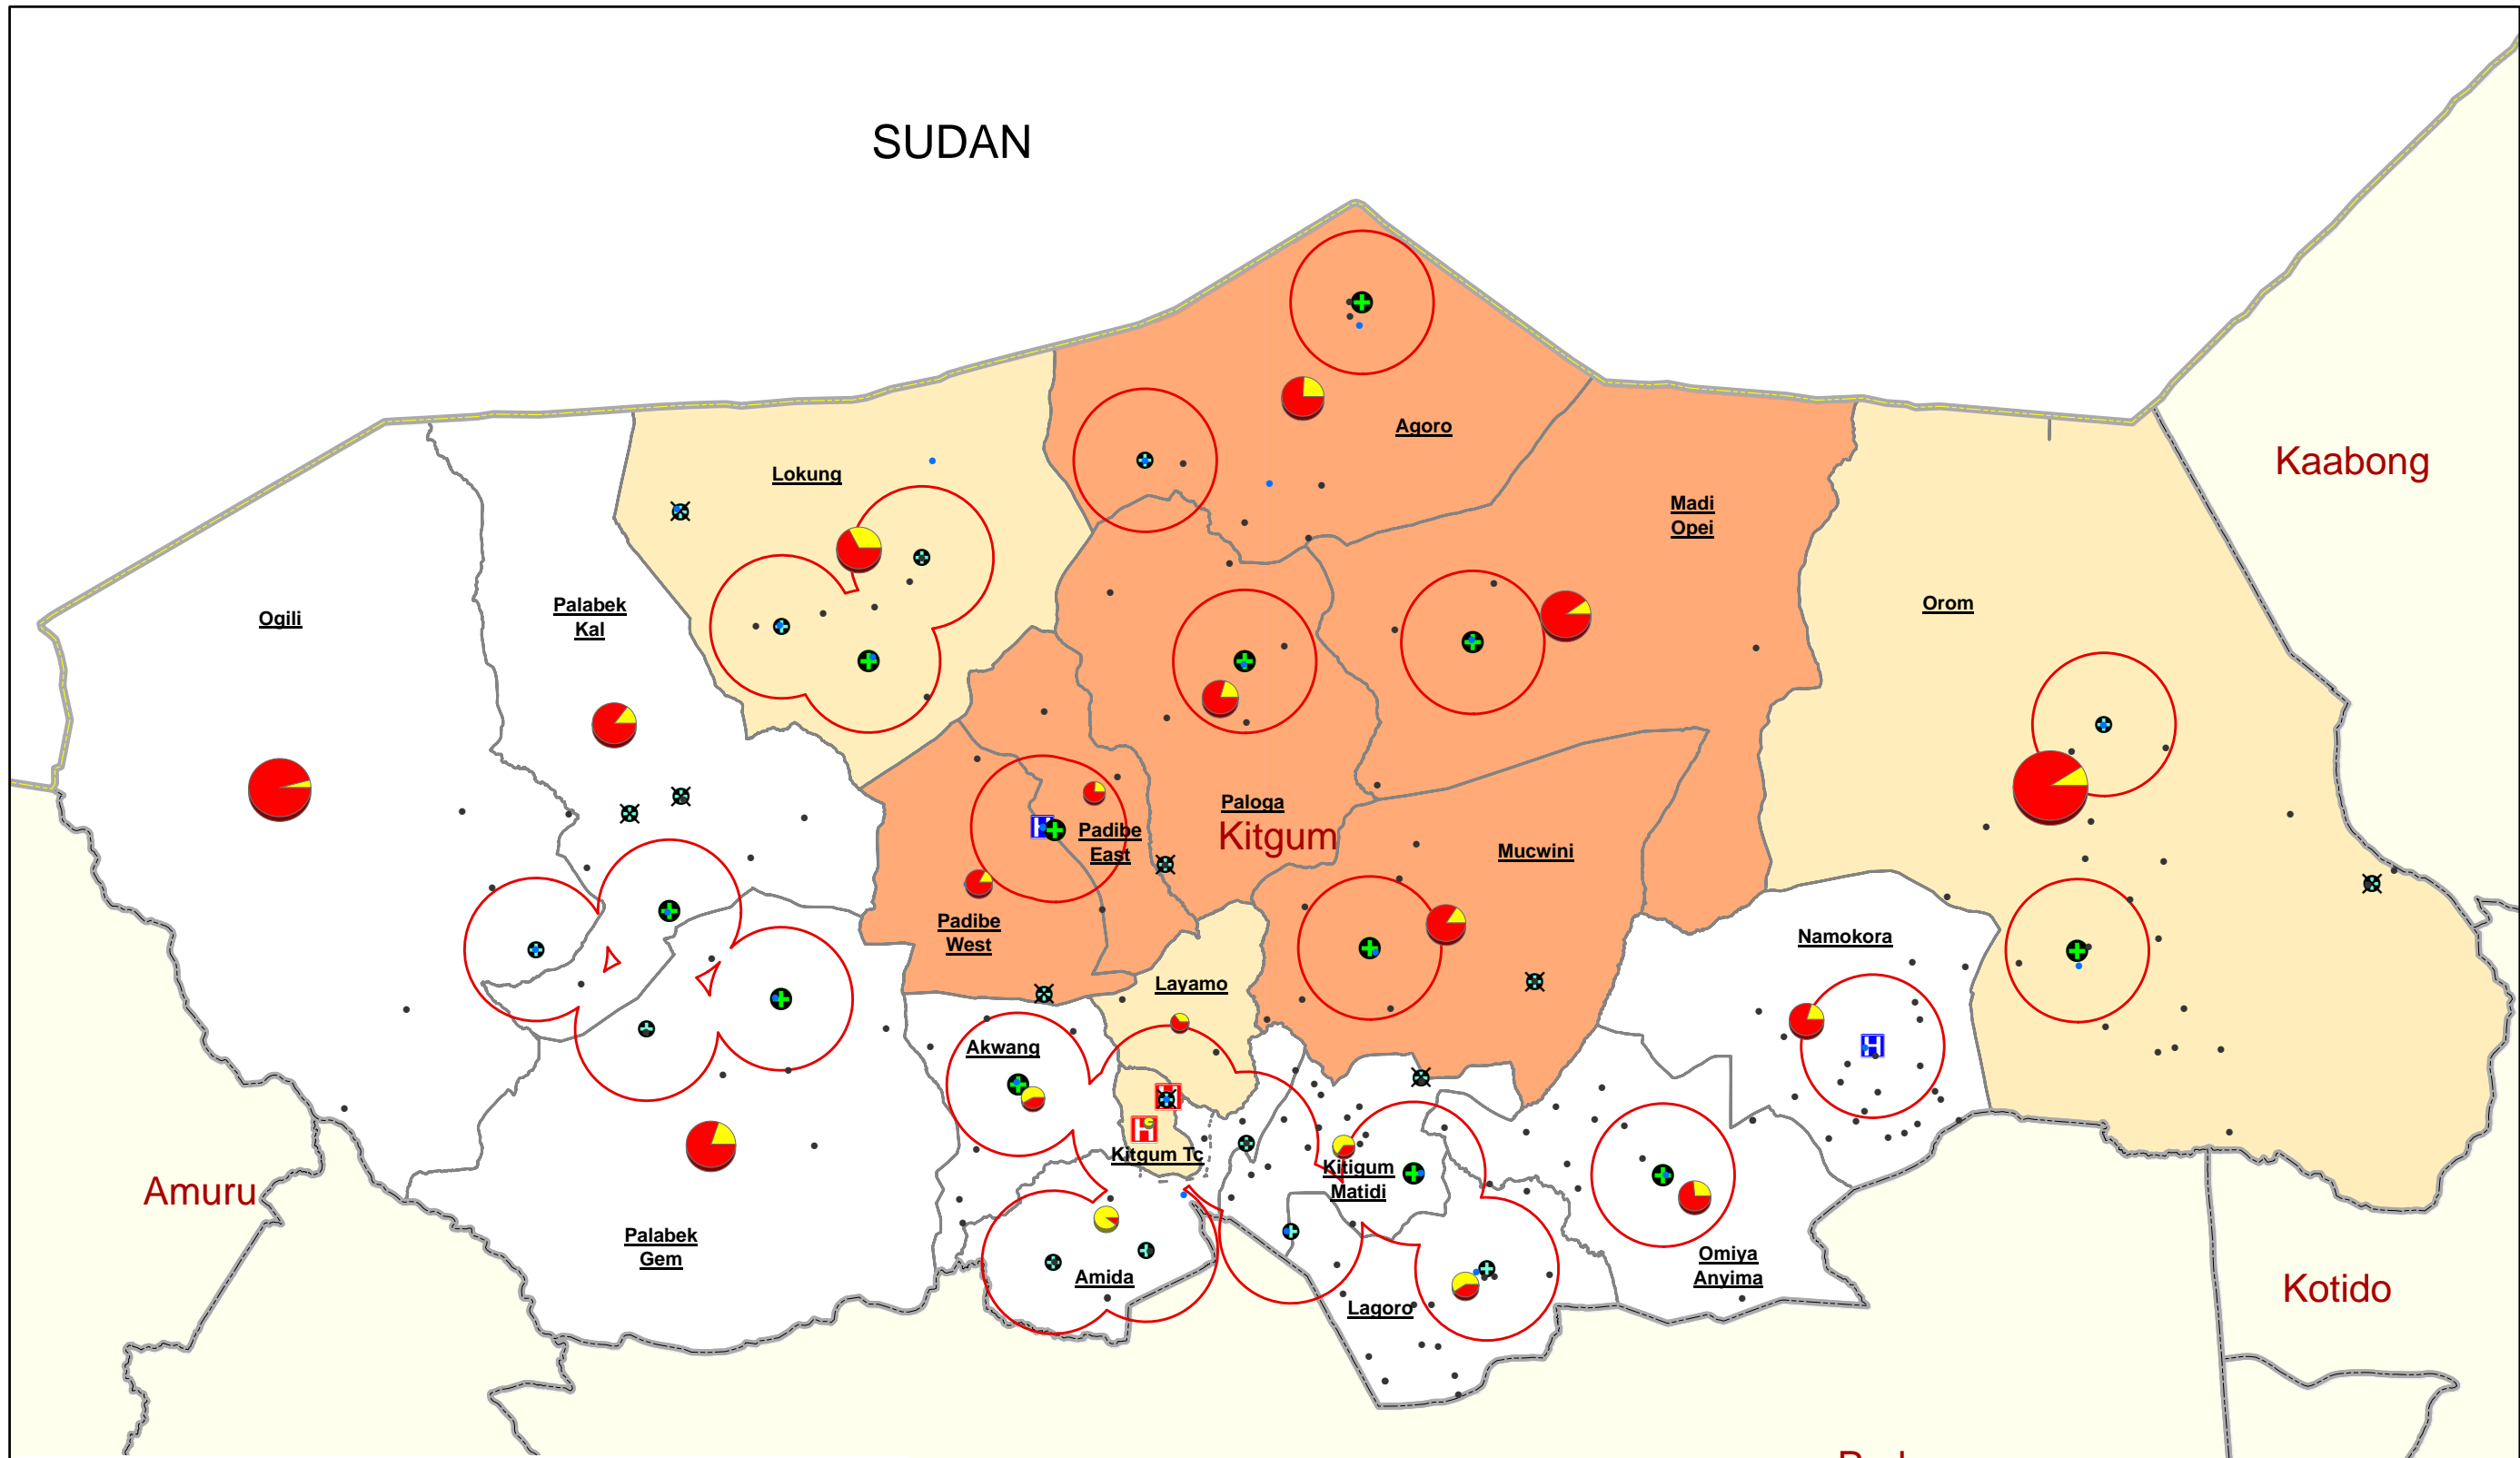 SUDAN
Agoro
Kaabong
Lokung
Madi
Opei
Orom
Ogili
Palabek
Kal
Paloga
Padibe
East
Kitgum
Mucwini
Padibe
West
Namokora
Layamo
Akwang
Kitgum Tc
Kitigum
Matidi
Amuru
Palabek
Gem
Amida
Omiya
Anyima
Lagoro
Kotido